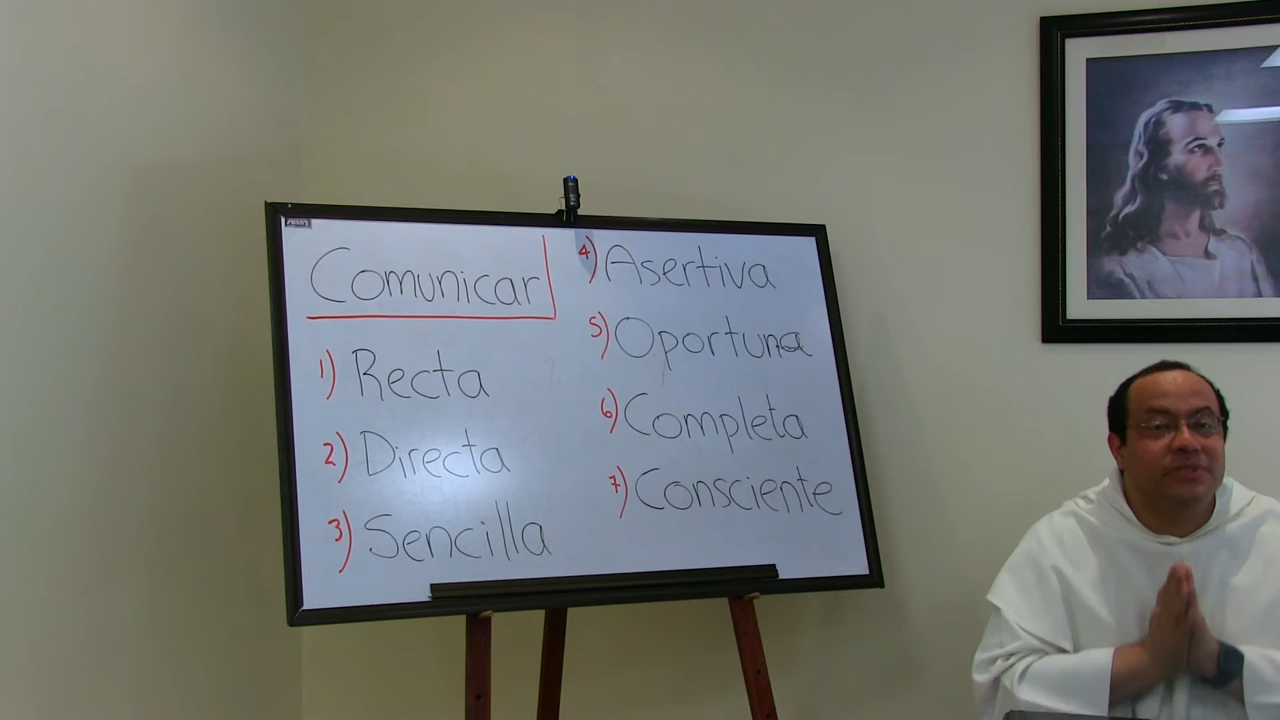 Comunicar
1) Recta
2) Directa
3) Sencilla
4) Asertiva
5) Oportuna
6) Completa
7) Consciente